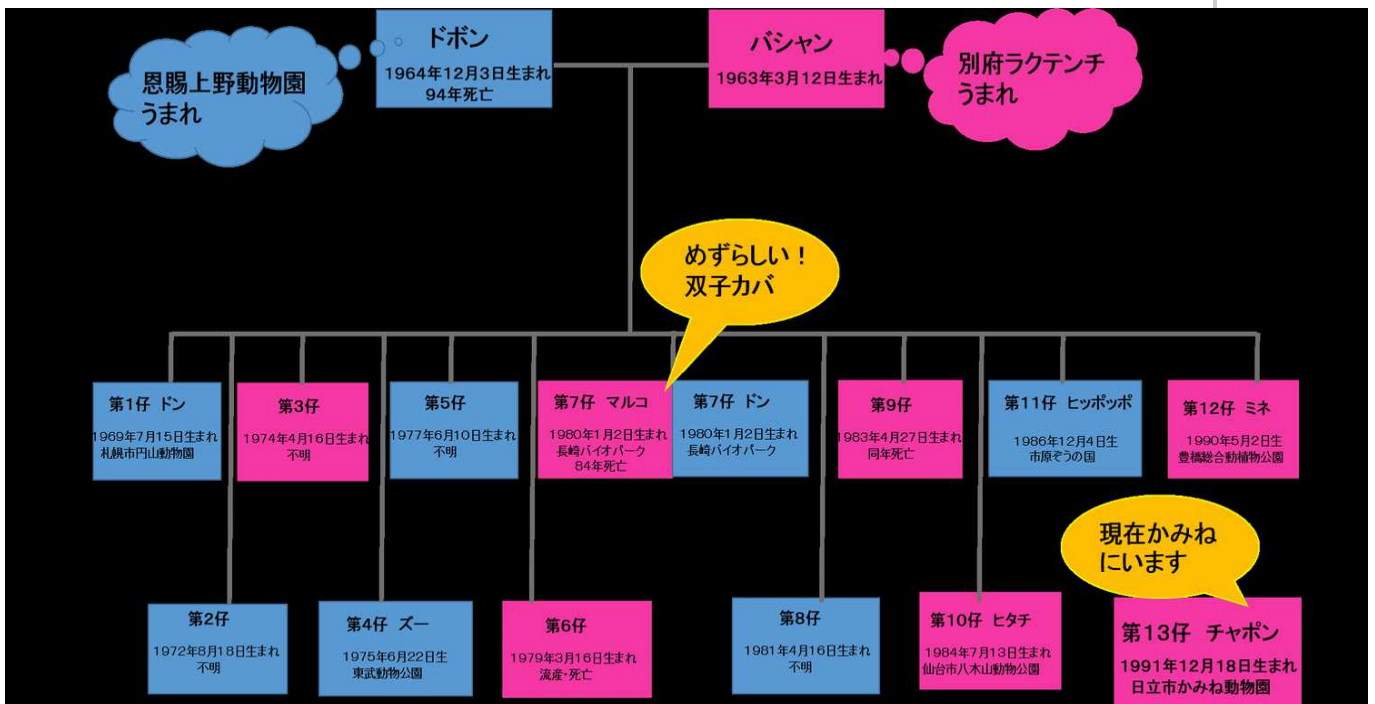 恩賜上野動物園
うまれ
ドボン
1964年12月3日生まれ
94年死亡
バシャン
1963年3月12日生まれ
別府ラクテンチ
うまれ
めずらしい！
双子カバ
第1仔 ドン
1969年7月15日生まれ
札幌市円山動物園
第3仔
1974年4月16日生まれ
不明
第5仔
1977年6月10日生まれ
不明
第7仔 マルコ
1980年1月2日生まれ
長崎バイオパーク
84年死亡
第7仔 ドン
1980年1月2日生まれ
長崎バイオパーク
第9仔
1983年4月27日生まれ
同年死亡
第11仔 ヒッポッポ
1986年12月4日生
市原ぞうの国
第12仔 ミネ
1990年5月2日生
豊橋総合動植物公園
現在かみね
にいます
第2仔
1972年8月18日生まれ
不明
第4仔 ズー
1975年6月22日生
東武動物公園
第6仔
1979年3月16日生まれ
流産・死亡
第8仔
1981年4月16日生まれ
不明
第10仔 ヒタチ
1984年7月13日生まれ
仙台市八木山動物公園
第13仔 チャポン
1991年12月18日生まれ
日立市かみね動物園